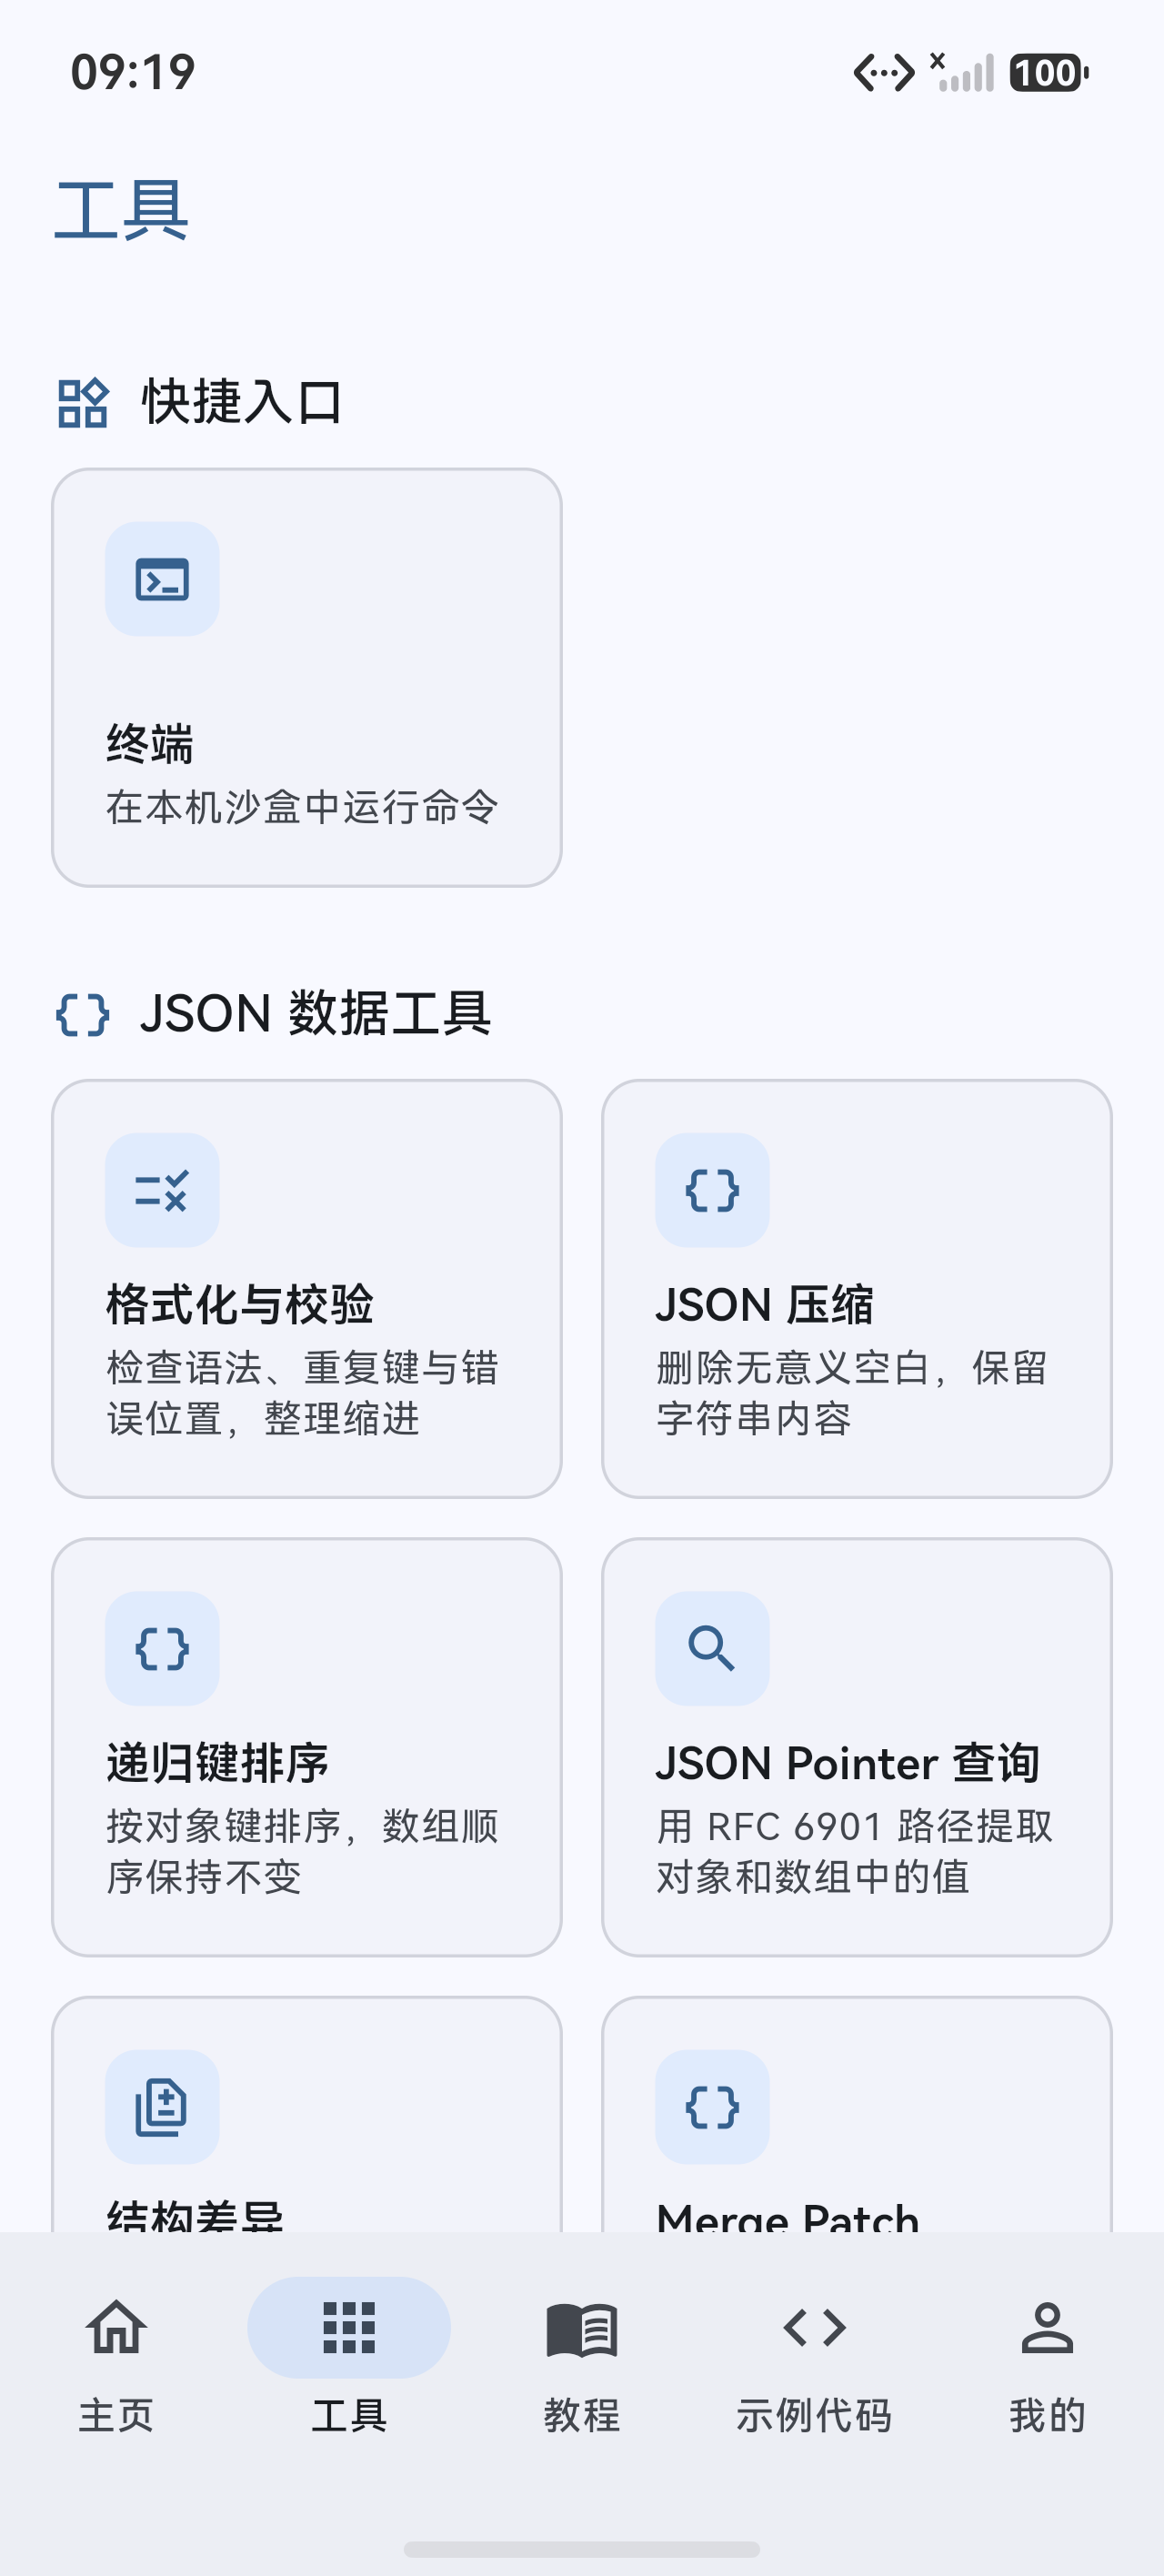 09:19
100
工具
快捷入口
终端
在本机沙盒中运行命令
JSON 数据工具
格式化与校验
检查语法、重复键与错
误位置，整理缩进
JSON 压缩
删除无意义空白，保留
字符串内容
递归键排序
按对象键排序，数组顺
序保持不变
JSON Pointer 查询
用 RFC 6901 路径提取
对象和数组中的值
结构差异
Merge Patch
主页
工具
教程
示例代码
我的